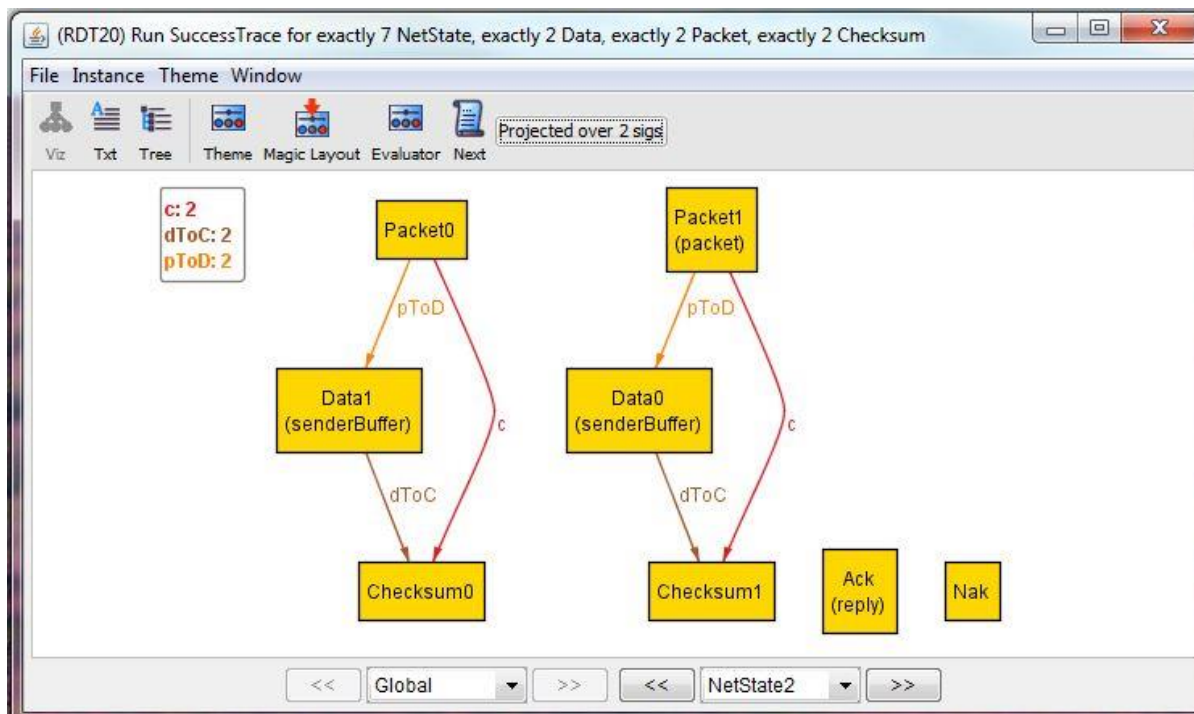 (RDT20) Run SuccessTrace for exactly 7 NetState, exactly 2 Data, exactly 2 Packet, exactly 2 Checksum
File Instance Theme Window
Viz Txt Tree Theme Magic Layout Evaluator Next Projected over 2 sigs
c: 2
dToC: 2
pToD: 2
Packet0
Packet1
(packet)
pToD
pToD
Data1
(senderBuffer)
Data0
(senderBuffer)
c
c
dToC
dToC
Checksum0
Checksum1
Ack
(reply)
Nak
<< Global >> << NetState2 >>